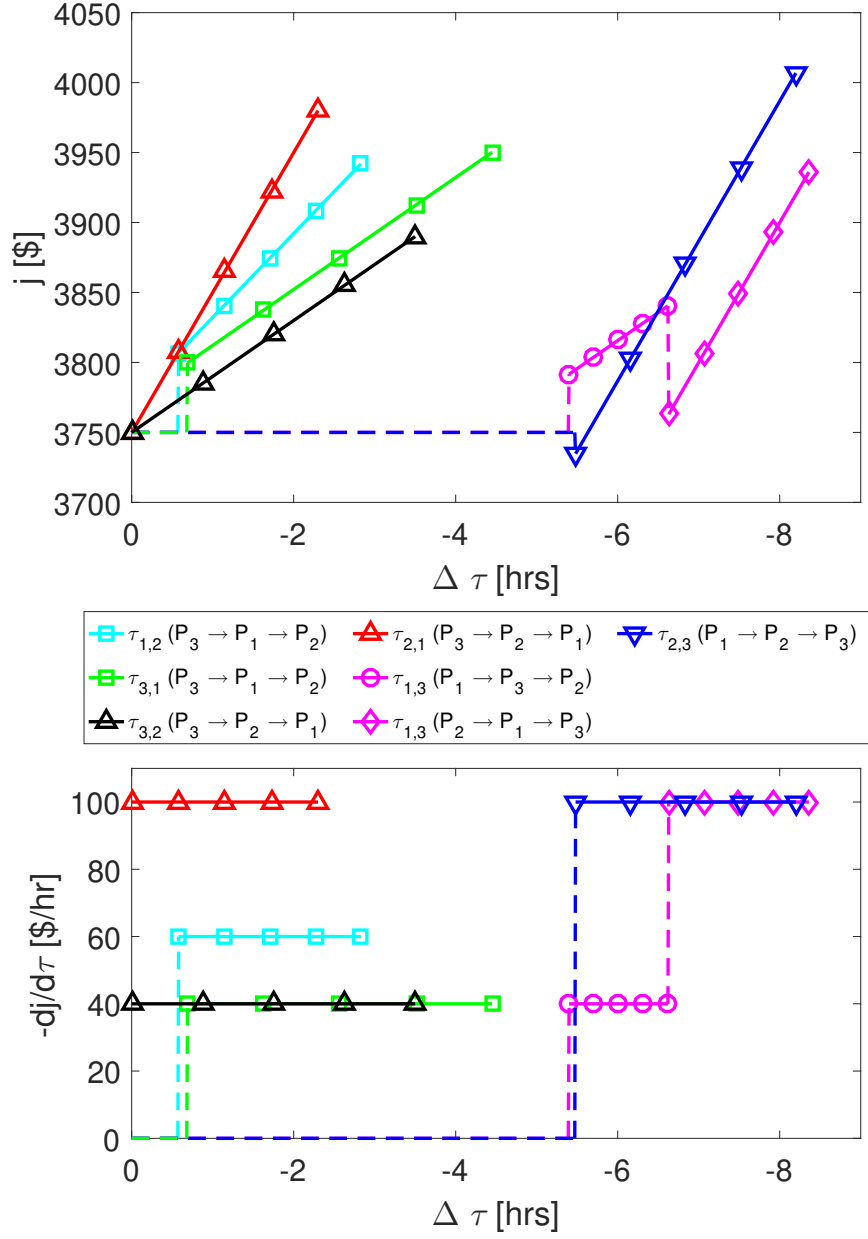 4050
4000
3950
3900
3850
3800
3750
3700
j [$]
0 -2 -4 -6 -8
Δ τ [hrs]
τ1,2 (P3 → P1 → P2) τ2,1 (P3 → P2 → P1) τ2,3 (P1 → P2 → P3)
τ3,1 (P3 → P1 → P2) τ1,3 (P1 → P3 → P2)
τ3,2 (P3 → P2 → P1) τ1,3 (P2 → P1 → P3)
100
80
60
40
20
0
-dj/dτ [$/hr]
0 -2 -4 -6 -8
Δ τ [hrs]